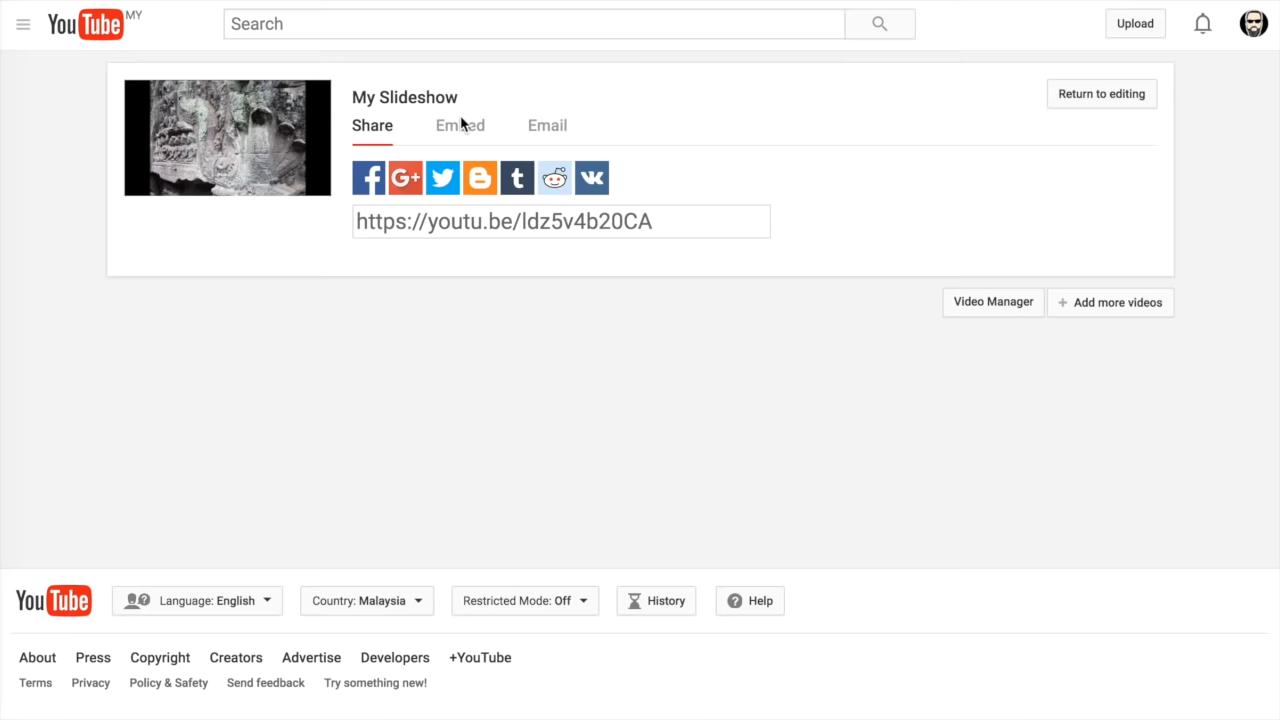 YouTube MY
Search
Upload
My Slideshow
Return to editing
Share Embed Email
G+ t
https://youtu.be/ldz5v4b20CA
Video Manager
+ Add more videos
YouTube
Language: English
Country: Malaysia
Restricted Mode: Off
History
? Help
About Press Copyright Creators Advertise Developers +YouTube
Terms Privacy Policy & Safety Send feedback Try something new!